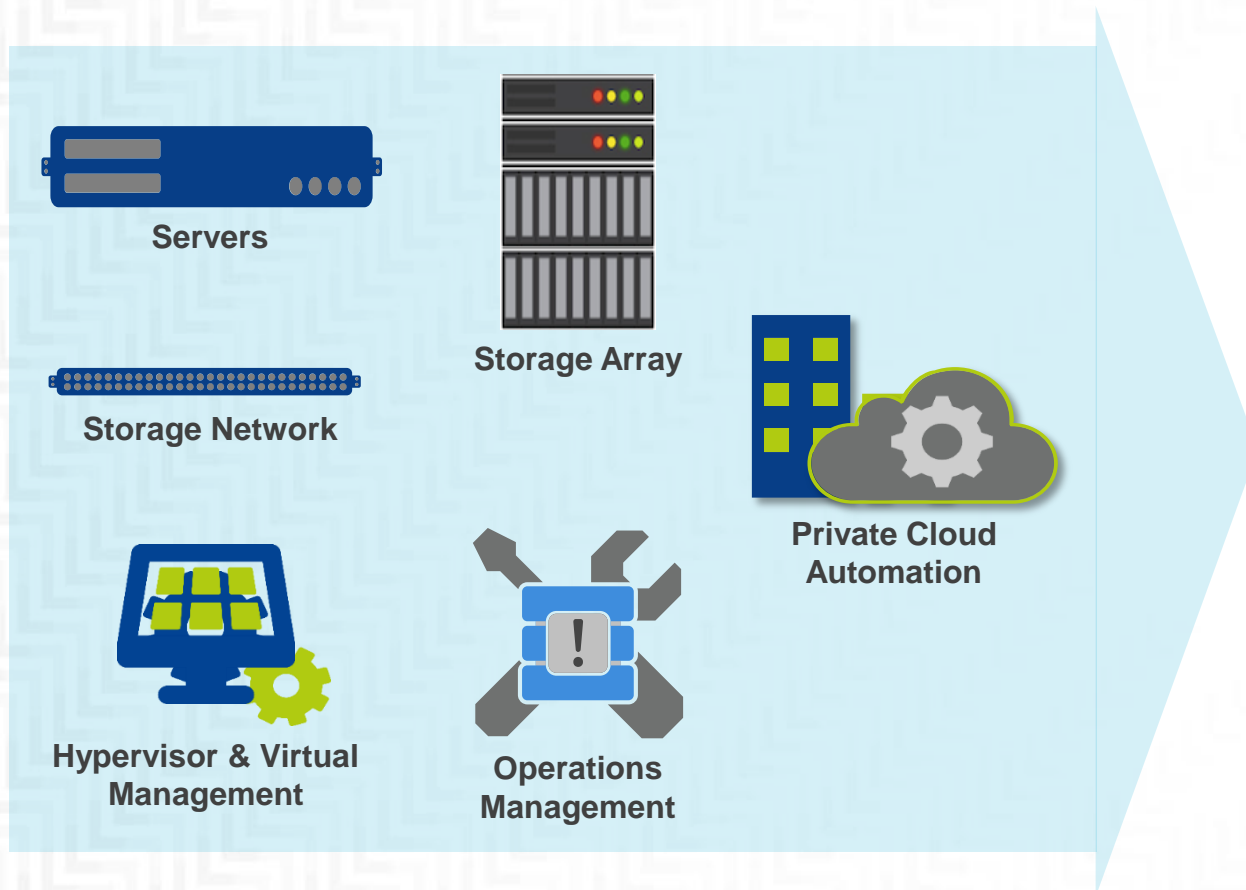 Servers
Storage Array
Storage Network
Private Cloud
Automation
Hypervisor & Virtual
Management
!
Operations
Management